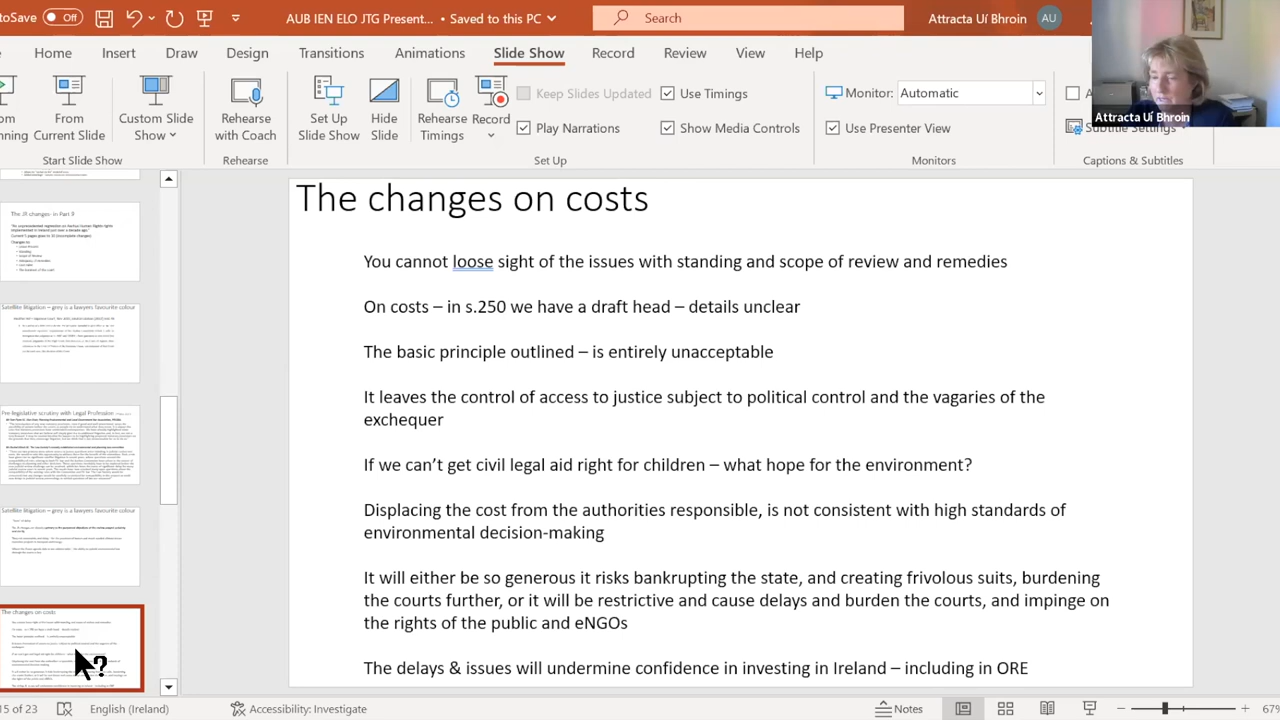 toSave Off AUB IEN ELO JTG Present... • Saved to this PC Search Attracta Uí Bhroin AU
Home Insert Draw Design Transitions Animations Slide Show Record Review View Help
From Current Slide
Custom Slide Show
Rehearse with Coach
Set Up Slide Show
Hide Slide
Rehearse Timings
Record
Keep Slides Updated
Play Narrations
Use Timings
Show Media Controls
Monitor: Automatic
Use Presenter View
Subtitle Settings
Attracta Uí Bhroin
Start Slide Show Rehearse Set Up Monitors Captions & Subtitles
The JR changes in Part 9
Satellite litigation – grey is a lawyers favourite colour
Pre-legislative scrutiny with Legal Profession
Satellite litigation – grey is a lawyers favourite colour
The changes on costs
The changes on costs
You cannot loose sight of the issues with standing and scope of review and remedies
On costs – in s.250 we have a draft head – details unclear
The basic principle outlined – is entirely unacceptable
It leaves the control of access to justice subject to political control and the vagaries of the
exchequer
If we can't get civil legal aid right for children – what hope for the environment?
Displacing the cost from the authorities responsible, is not consistent with high standards of
environmental decision-making
It will either be so generous it risks bankrupting the state, and creating frivolous suits, burdening
the courts further, or it will be restrictive and cause delays and burden the courts, and impinge on
the rights of the public and eNGOs
The delay issues will undermine confidence in investing in Ireland – including in ORE
15 of 23 English (Ireland) Accessibility: Investigate Notes 67%